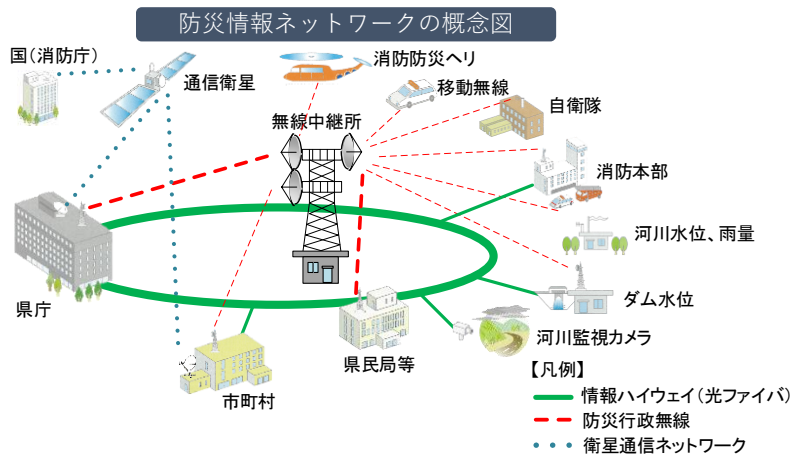 防災情報ネットワークの概念図
国(消防庁)
通信衛星
消防防災ヘリ
移動無線
自衛隊
無線中継所
消防本部
河川水位、雨量
県庁
ダム水位
河川監視カメラ
県民局等
市町村
【凡例】
情報ハイウェイ(光ファイバ)
防災行政無線
衛星通信ネットワーク